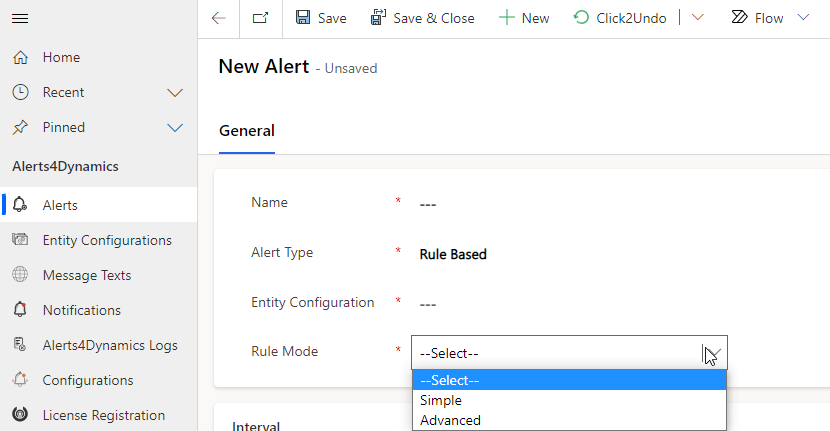 Save Save & Close New Click2Undo Flow
Home
Recent
Pinned
Alerts4Dynamics
Alerts
Entity Configurations
Message Texts
Notifications
Alerts4Dynamics Logs
Configurations
License Registration
New Alert - Unsaved
General
Name * ---
Alert Type * Rule Based
Entity Configuration * ---
Rule Mode * --Select--
--Select--
Simple
Advanced
Interval